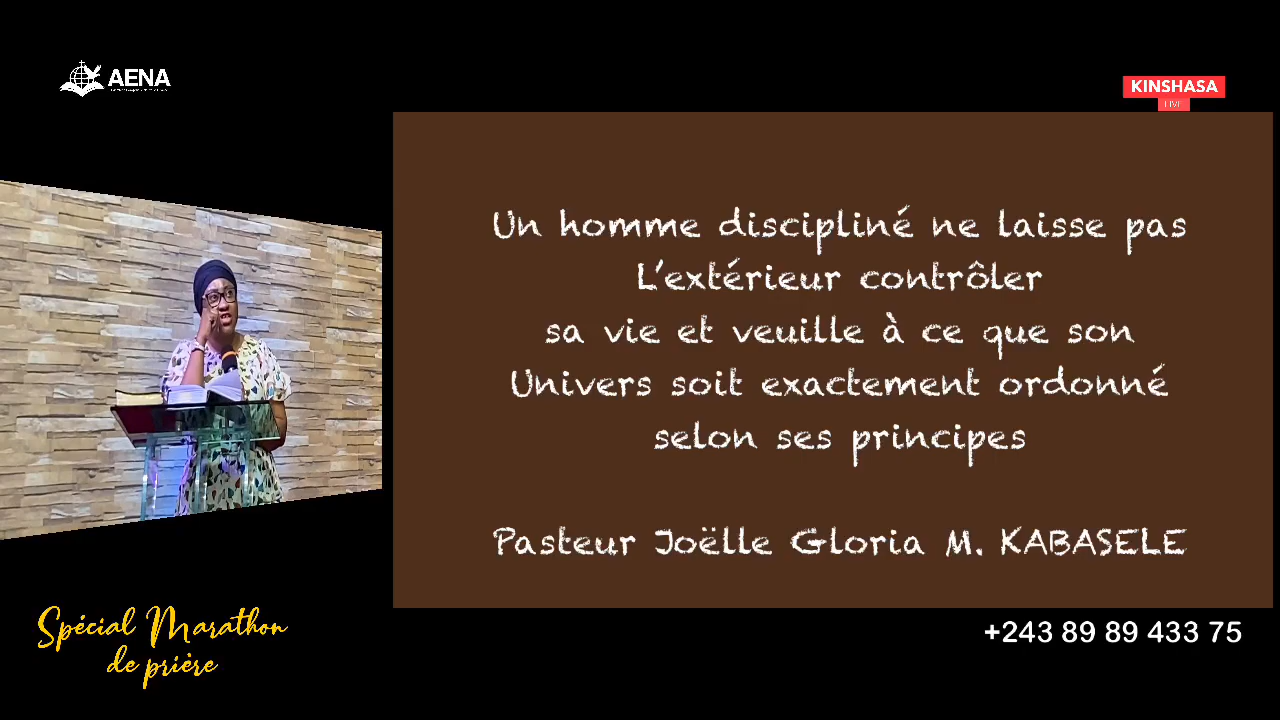 AENA
KINSHASA
LIVE
Un homme discipliné ne laisse pas
L'extérieur contrôler
sa vie et veuille à ce que son
Univers soit exactement ordonné
selon ses principes
Pasteur Joëlle Gloria M. KABASELE
Spécial Marathon
de prière
+243 89 89 433 75